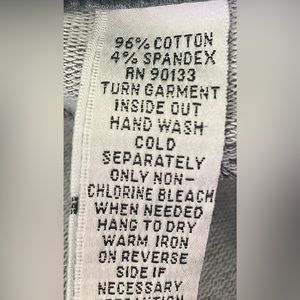 96% COTTON
4% SPANDEX
RN 90133
TURN GARMENT
INSIDE OUT
HAND WASH
COLD
SEPARATELY
ONLY NON-
CHLORINE BLEACH
WHEN NEEDED
HANG TO DRY
WARM IRON
ON REVERSE
SIDE IF
NECESSARY